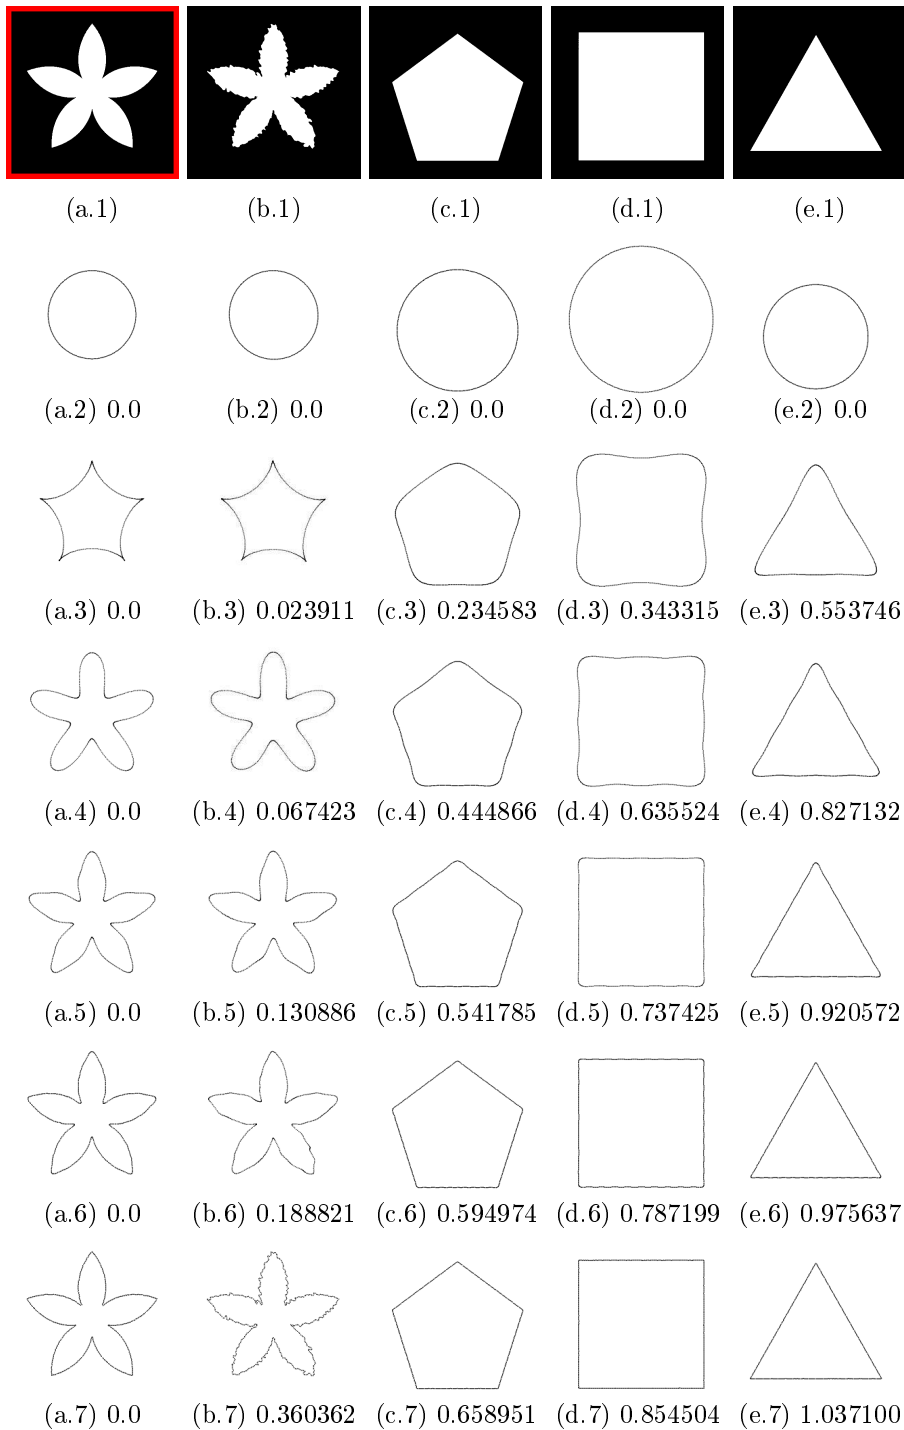 (a.1) (b.1) (c.1) (d.1) (e.1)
(a.2) 0.0 (b.2) 0.0 (c.2) 0.0 (d.2) 0.0 (e.2) 0.0
(a.3) 0.0 (b.3) 0.023911 (c.3) 0.234583 (d.3) 0.343315 (e.3) 0.553746
(a.4) 0.0 (b.4) 0.067423 (c.4) 0.444866 (d.4) 0.635524 (e.4) 0.827132
(a.5) 0.0 (b.5) 0.130886 (c.5) 0.541785 (d.5) 0.737425 (e.5) 0.920572
(a.6) 0.0 (b.6) 0.188821 (c.6) 0.594974 (d.6) 0.787199 (e.6) 0.975637
(a.7) 0.0 (b.7) 0.360362 (c.7) 0.658951 (d.7) 0.854504 (e.7) 1.037100